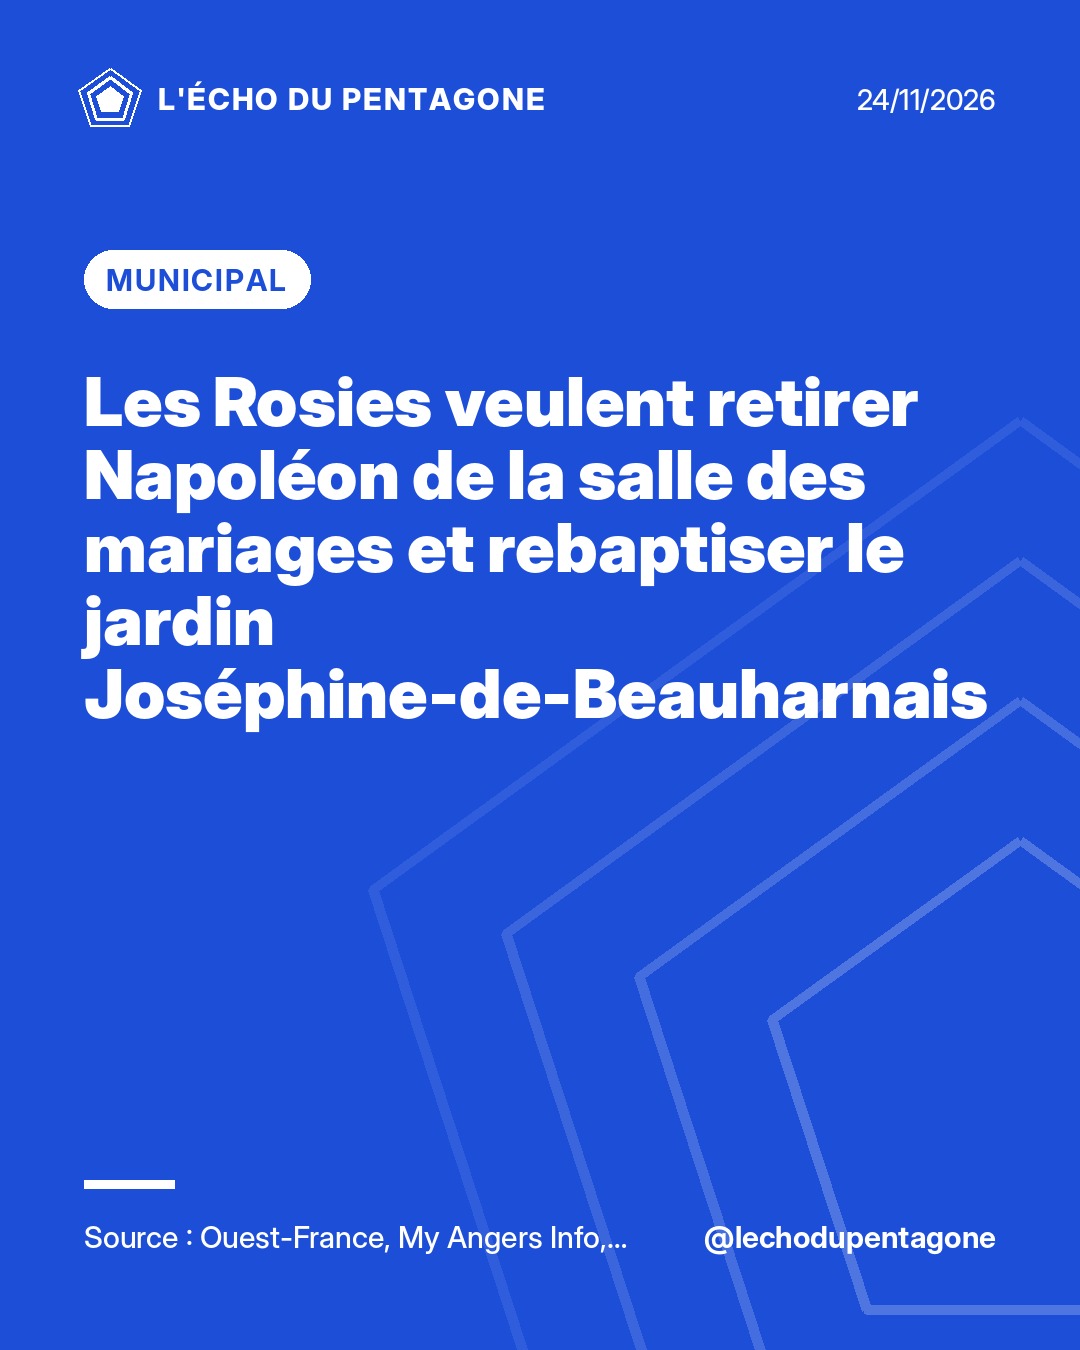 L'ÉCHO DU PENTAGONE
24/11/2026
MUNICIPAL
Les Rosies veulent retirer
Napoléon de la salle des
mariages et rebaptiser le
jardin
Joséphine-de-Beauharnais
Source : Ouest-France, My Angers Info,...
@lechodupentagone